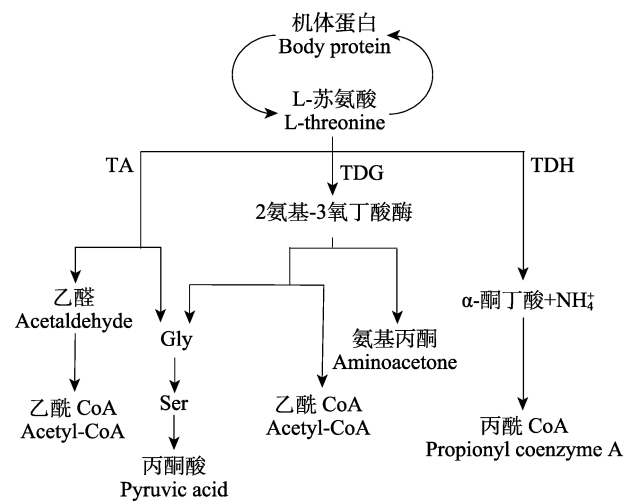 机体蛋白
Body protein
L-苏氨酸
L-threonine
TA
TDG
TDH
2氨基-3氧丁酸酶
乙醛
Acetaldehyde
Gly
氨基丙酮
Aminoacetone
α-酮丁酸+NH₄⁺
乙酰 CoA
Acetyl-CoA
Ser
乙酰 CoA
Acetyl-CoA
丙酰 CoA
Propionyl coenzyme A
丙酮酸
Pyruvic acid